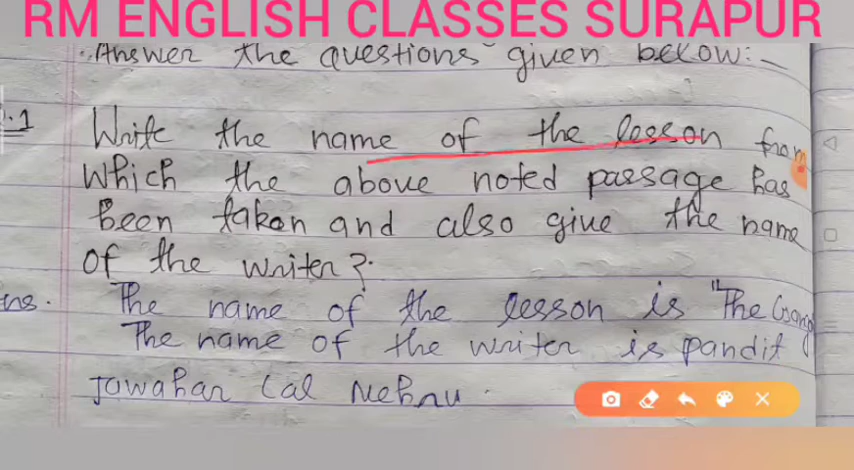 RM ENGLISH CLASSES SURAPUR
Answer the questions given below:-
.1 Write the name of the lesson from
Which the above noted passage has
been taken and also give the name
of the writer?
ns. The name of the lesson is "The Ganga
The name of the writer is pandit
Jawahar Lal Nehru.